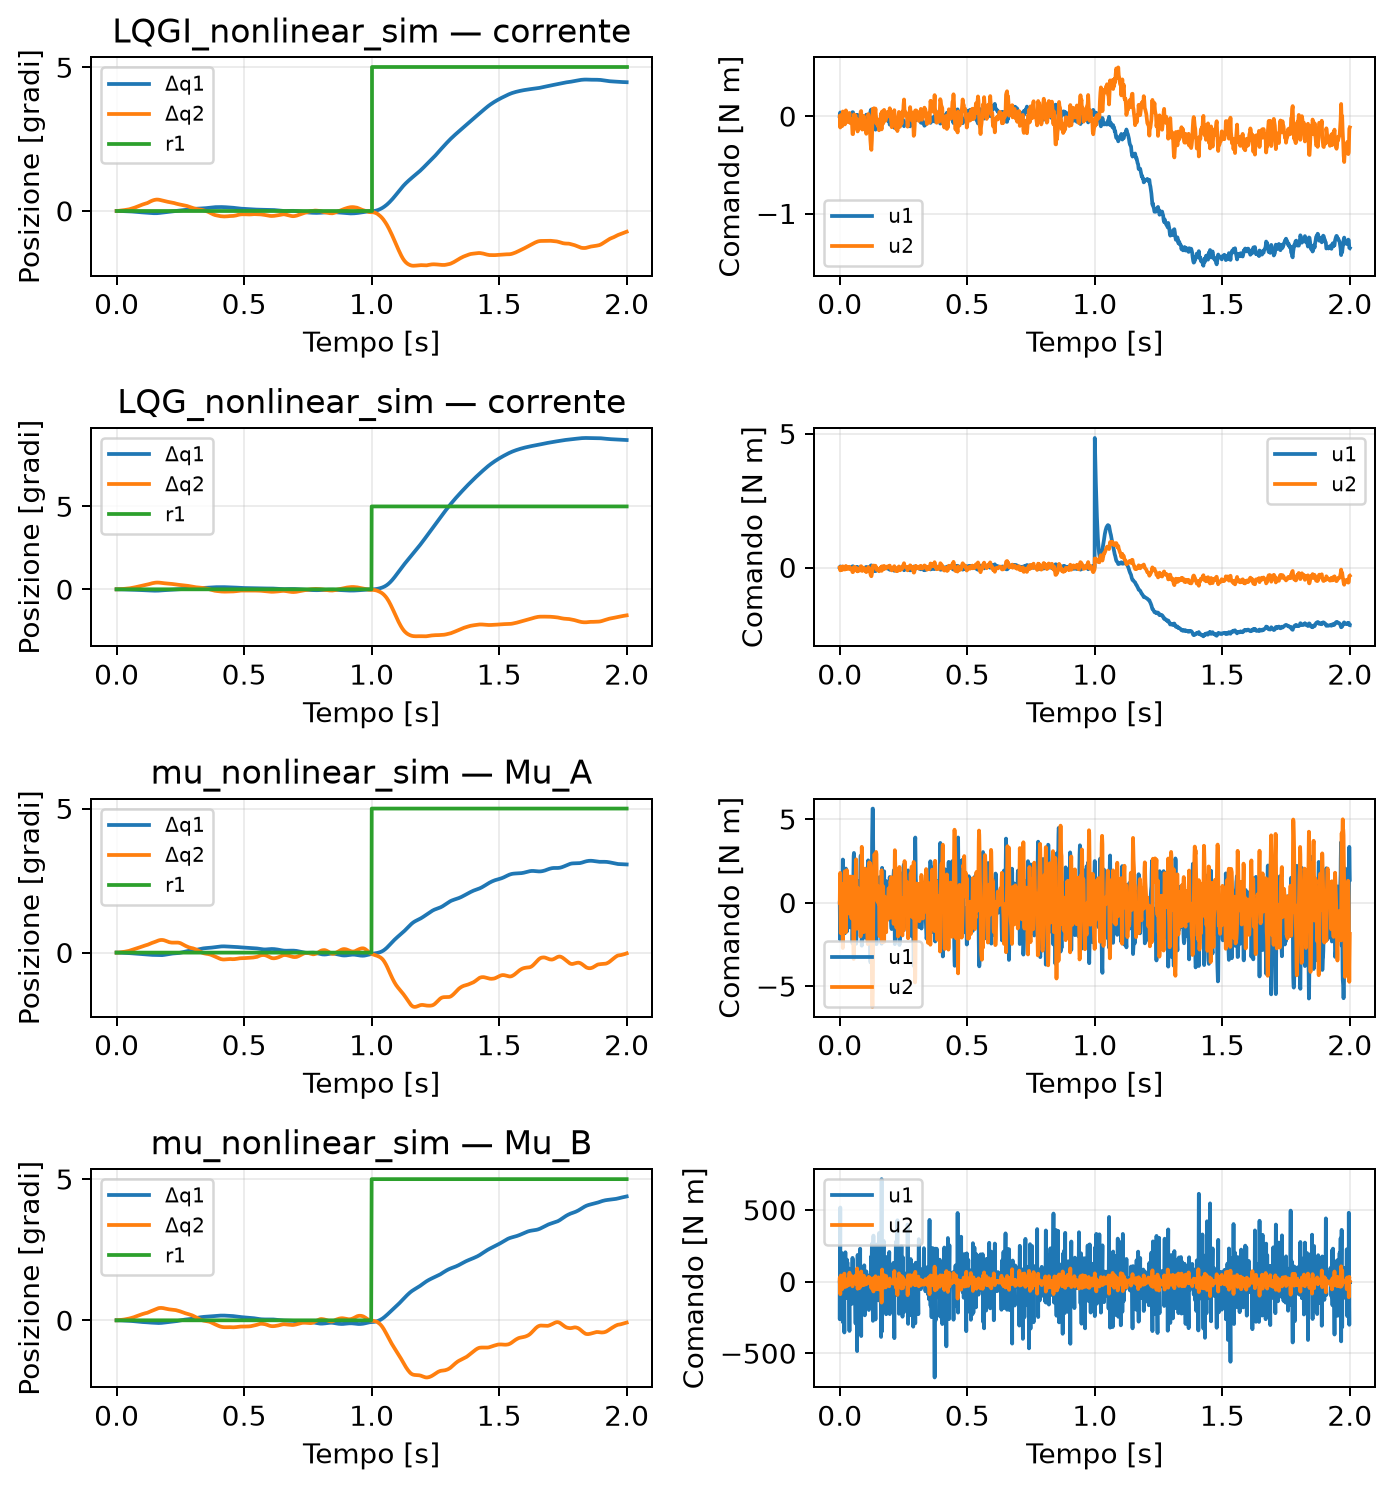 LQGI_nonlinear_sim — corrente
Posizione [gradi]
5
0
Δq1
Δq2
r1
0.0 0.5 1.0 1.5 2.0
Tempo [s]
Comando [N m]
0
−1
u1
u2
0.0 0.5 1.0 1.5 2.0
Tempo [s]
LQG_nonlinear_sim — corrente
Posizione [gradi]
5
0
Δq1
Δq2
r1
0.0 0.5 1.0 1.5 2.0
Tempo [s]
Comando [N m]
5
0
u1
u2
0.0 0.5 1.0 1.5 2.0
Tempo [s]
mu_nonlinear_sim — Mu_A
Posizione [gradi]
5
0
Δq1
Δq2
r1
0.0 0.5 1.0 1.5 2.0
Tempo [s]
Comando [N m]
5
0
−5
u1
u2
0.0 0.5 1.0 1.5 2.0
Tempo [s]
mu_nonlinear_sim — Mu_B
Posizione [gradi]
5
0
Δq1
Δq2
r1
0.0 0.5 1.0 1.5 2.0
Tempo [s]
Comando [N m]
500
0
−500
u1
u2
0.0 0.5 1.0 1.5 2.0
Tempo [s]